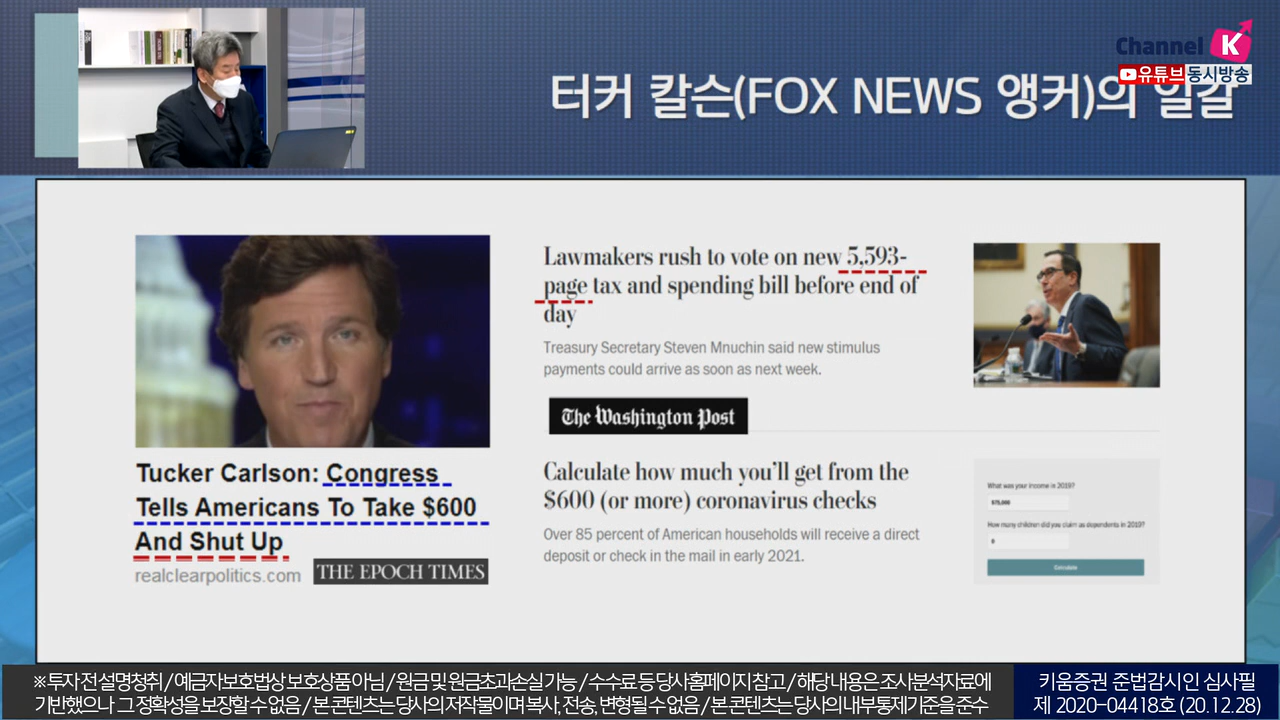 Channel K
유튜브동시방송
터커 칼슨(FOX NEWS 앵커)의 일갈
Tucker Carlson: Congress
Tells Americans To Take $600
And Shut Up
realclearpolitics.com
THE EPOCH TIMES
Lawmakers rush to vote on new 5,593-
page tax and spending bill before end of
day
Treasury Secretary Steven Mnuchin said new stimulus
payments could arrive as soon as next week.
The Washington Post
Calculate how much you’ll get from the
$600 (or more) coronavirus checks
Over 85 percent of American households will receive a direct
deposit or check in the mail in early 2021.
What was your income in 2019?
$75,000
How many children did you claim as dependents in 2019?
0
Calculate
※ 투자 전 설명청취 / 예금자보호법상 보호상품 아님 / 원금 및 원금초과손실 가능 / 수수료 등 당사홈페이지 참고 / 해당 내용은 조사분석자료에
기반했으나 그 정확성을 보장할 수 없음 / 본 콘텐츠는 당사의 저작물이며 복사, 전송, 변형될 수 없음 / 본 콘텐츠는 당사의 내부통제기준을 준수
키움증권 준법감시인 심사필
제 2020-04418호 (20.12.28)